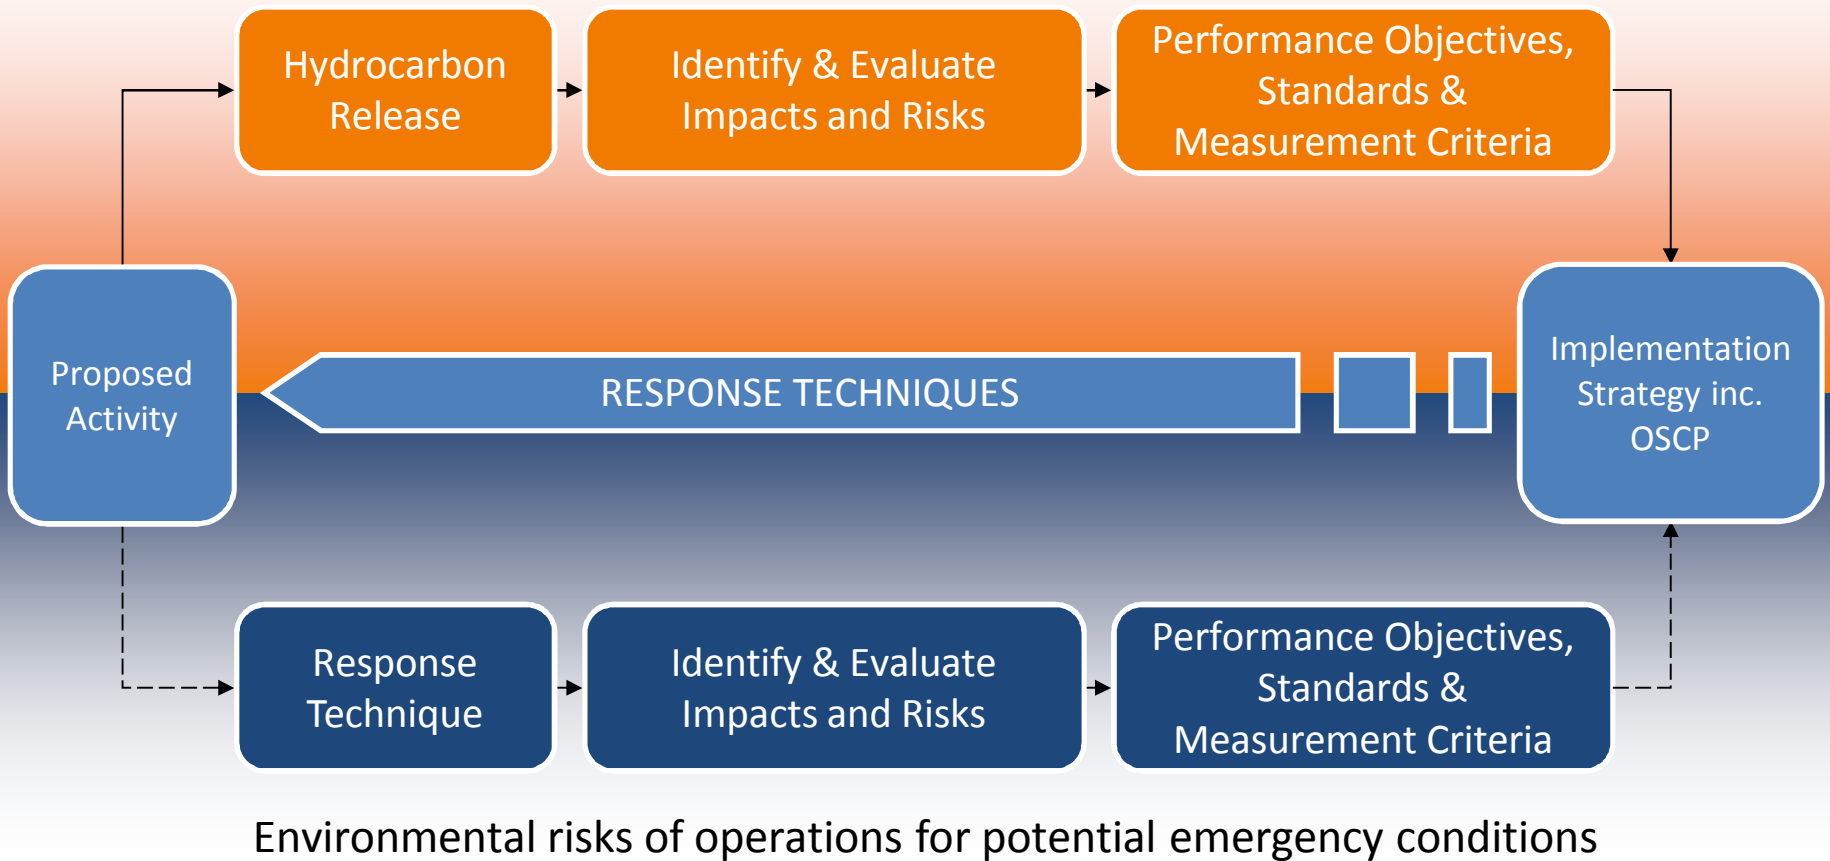 Hydrocarbon
Release
Identify & Evaluate
Impacts and Risks
Performance Objectives,
Standards &
Measurement Criteria
Proposed
Activity
RESPONSE TECHNIQUES
Implementation
Strategy inc.
OSCP
Response
Technique
Identify & Evaluate
Impacts and Risks
Performance Objectives,
Standards &
Measurement Criteria
Environmental risks of operations for potential emergency conditions